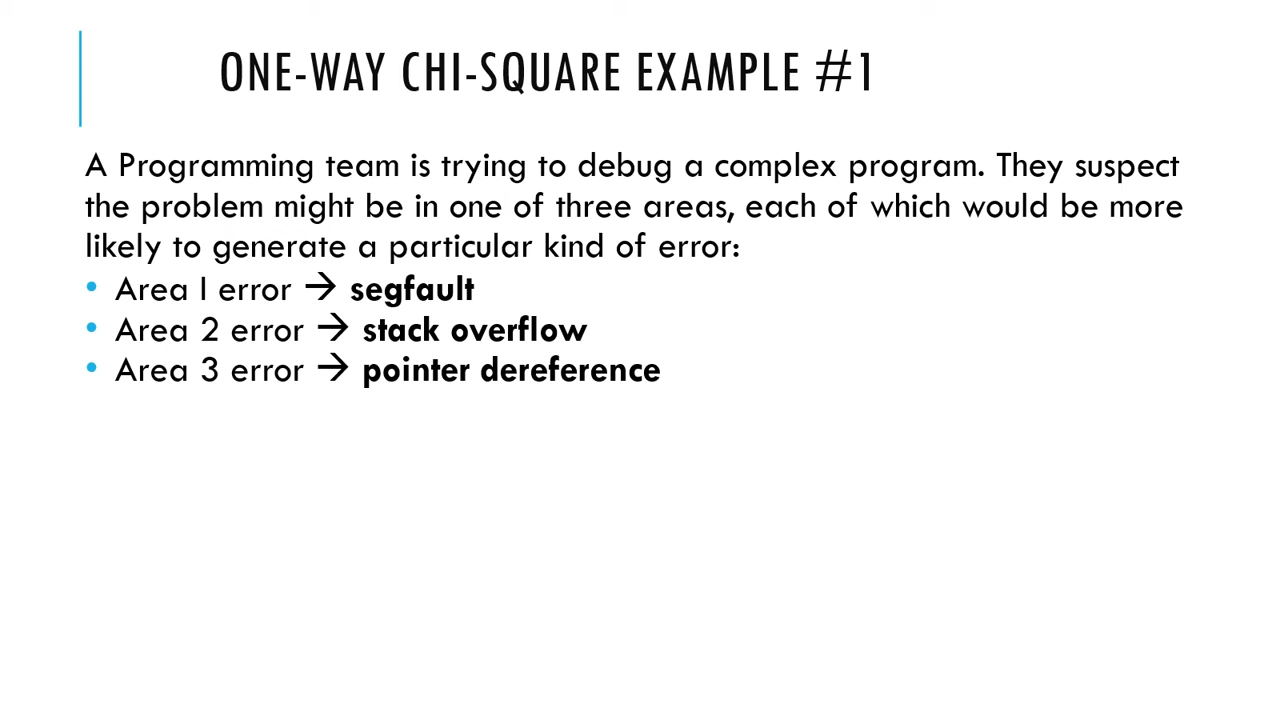 ONE-WAY CHI-SQUARE EXAMPLE #1
A Programming team is trying to debug a complex program. They suspect
the problem might be in one of three areas, each of which would be more
likely to generate a particular kind of error:
• Area 1 error → segfault
• Area 2 error → stack overflow
• Area 3 error → pointer dereference